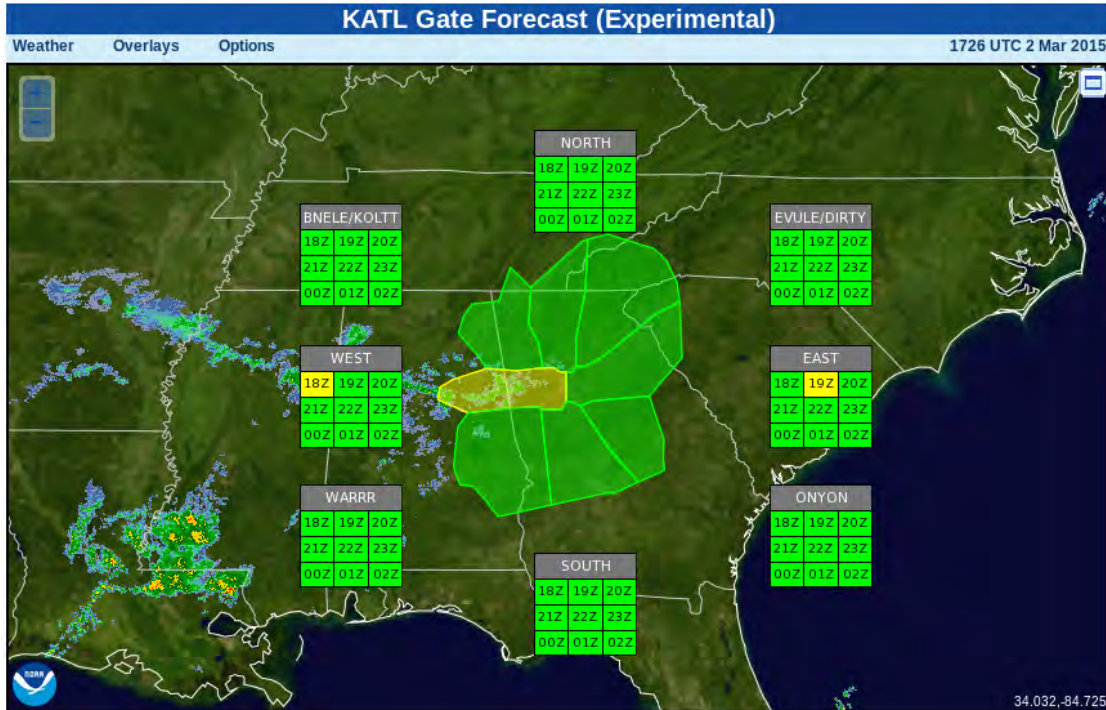 KATL Gate Forecast (Experimental)
Weather Overlays Options 1726 UTC 2 Mar 2015
+
−
NORTH
18Z 19Z 20Z
21Z 22Z 23Z
00Z 01Z 02Z
BNELE/KOLTT
18Z 19Z 20Z
21Z 22Z 23Z
00Z 01Z 02Z
EVULE/DIRTY
18Z 19Z 20Z
21Z 22Z 23Z
00Z 01Z 02Z
WEST
18Z 19Z 20Z
21Z 22Z 23Z
00Z 01Z 02Z
EAST
18Z 19Z 20Z
21Z 22Z 23Z
00Z 01Z 02Z
WARRR
18Z 19Z 20Z
21Z 22Z 23Z
00Z 01Z 02Z
ONYON
18Z 19Z 20Z
21Z 22Z 23Z
00Z 01Z 02Z
SOUTH
18Z 19Z 20Z
21Z 22Z 23Z
00Z 01Z 02Z
NOAA
34.032,-84.725